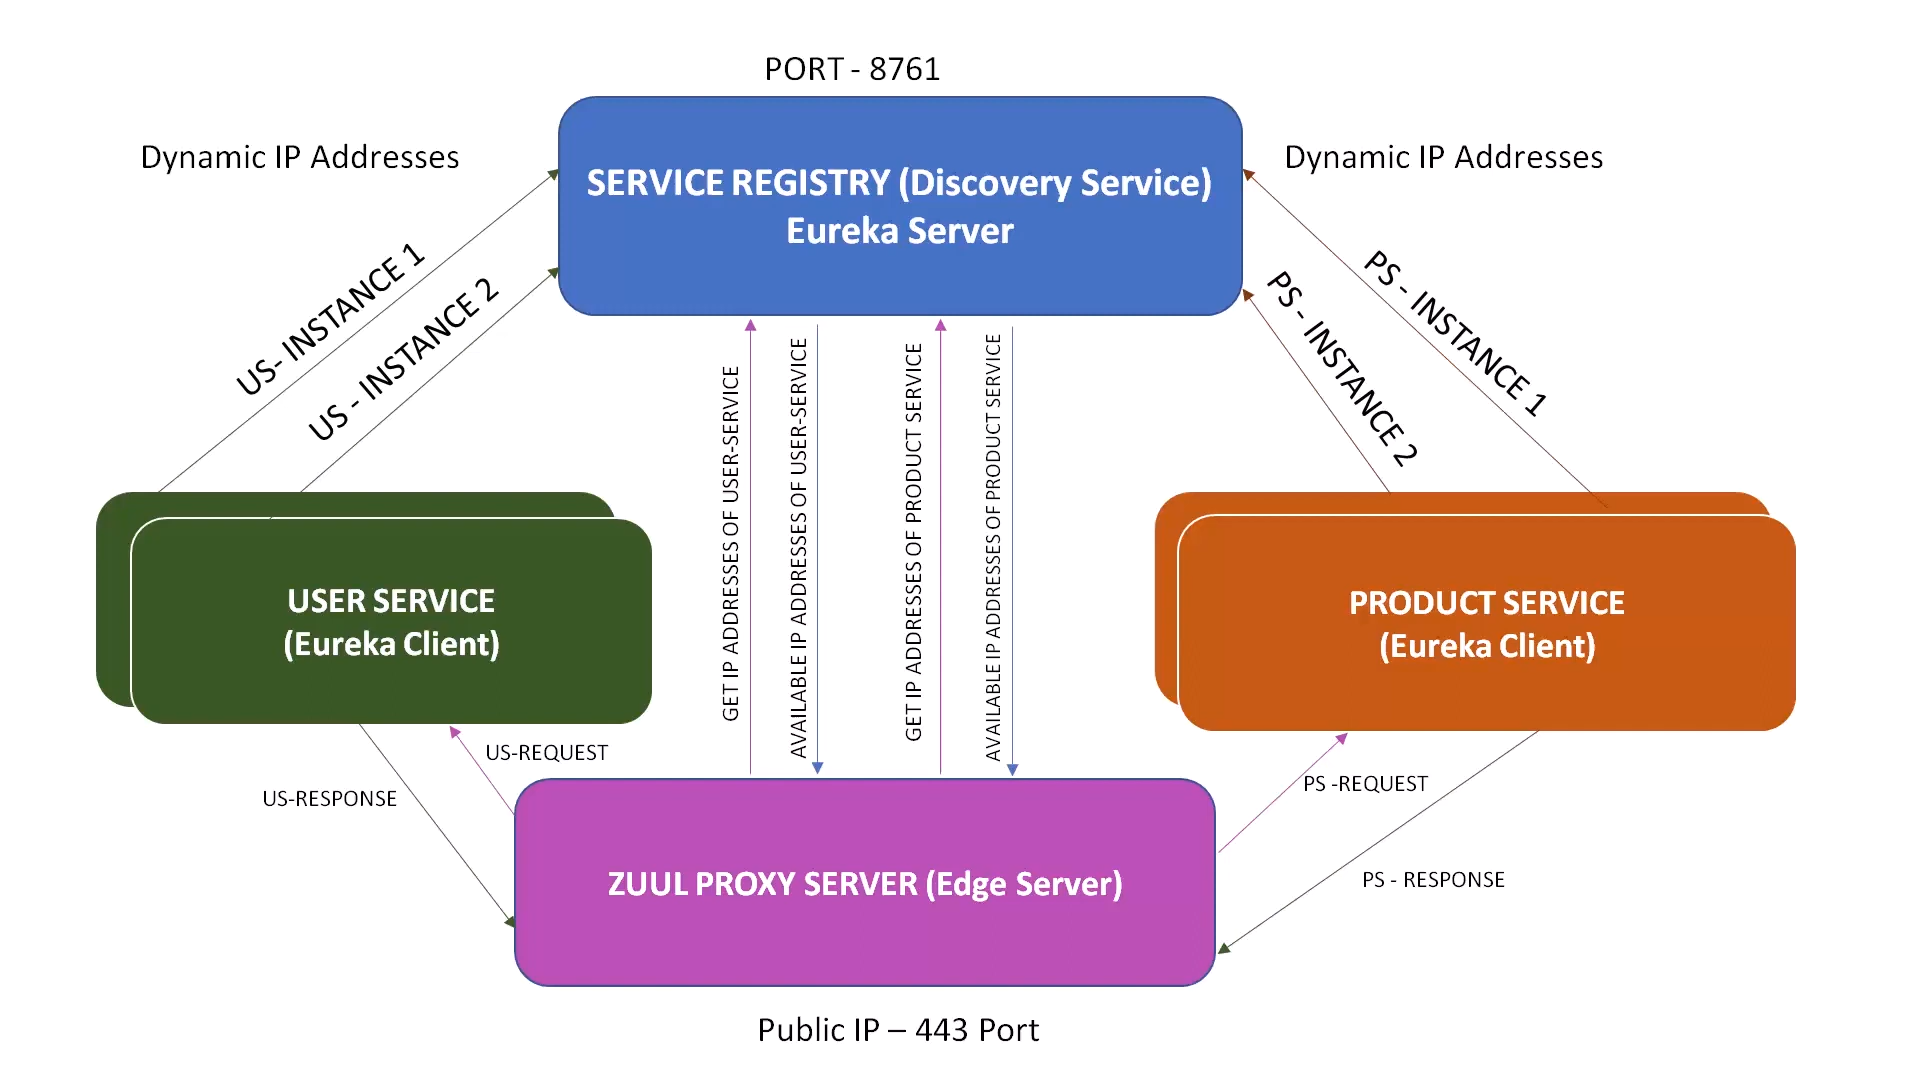 PORT - 8761
Dynamic IP Addresses
Dynamic IP Addresses
SERVICE REGISTRY (Discovery Service)
Eureka Server
US- INSTANCE 1
US - INSTANCE 2
PS - INSTANCE 2
PS - INSTANCE 1
GET IP ADDRESSES OF USER-SERVICE
AVAILABLE IP ADDRESSES OF USER-SERVICE
GET IP ADDRESSES OF PRODUCT SERVICE
AVAILABLE IP ADDRESSES OF PRODUCT SERVICE
USER SERVICE
(Eureka Client)
PRODUCT SERVICE
(Eureka Client)
US-REQUEST
US-RESPONSE
PS -REQUEST
PS - RESPONSE
ZUUL PROXY SERVER (Edge Server)
Public IP – 443 Port